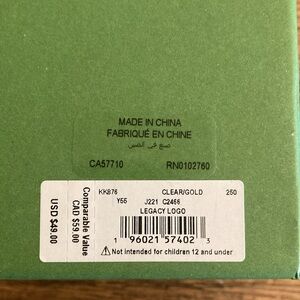 MADE IN CHINA
FABRIQUÉ EN CHINE
صنع في الصين
CA57710 RN0102760
KK876 CLEAR/GOLD 250
Y55 J221 C2456
LEGACY LOGO
1 96021 57402 3
⚠ Not intended for children 12 and under
Comparable Value
CAD $59.00
USD $49.00